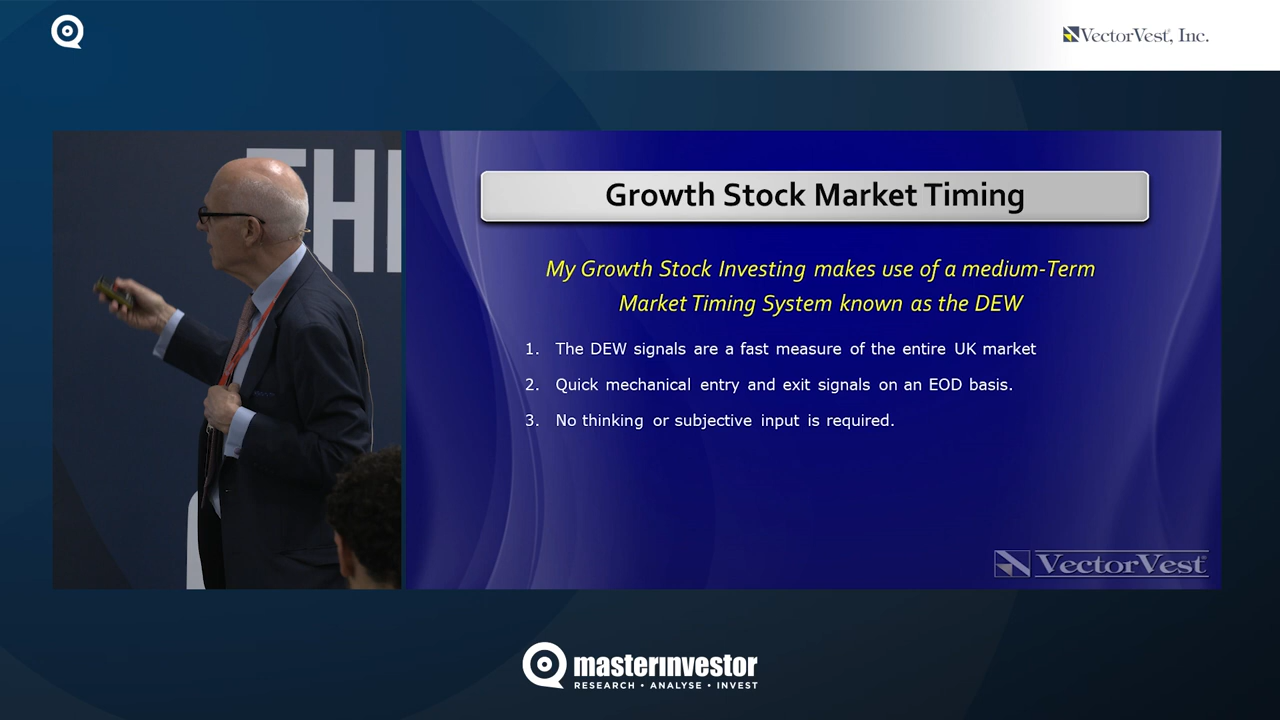 VectorVest, Inc.
THI
Growth Stock Market Timing
My Growth Stock Investing makes use of a medium-Term
Market Timing System known as the DEW
1. The DEW signals are a fast measure of the entire UK market
2. Quick mechanical entry and exit signals on an EOD basis.
3. No thinking or subjective input is required.
VectorVest
masterinvestor
RESEARCH • ANALYSE • INVEST